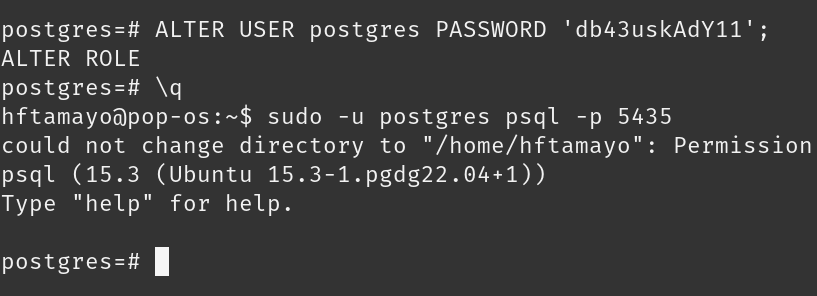 postgres=# ALTER USER postgres PASSWORD 'db43uskAdY11';
ALTER ROLE
postgres=# \q
hftamayo@pop-os:~$ sudo -u postgres psql -p 5435
could not change directory to "/home/hftamayo": Permission
psql (15.3 (Ubuntu 15.3-1.pgdg22.04+1))
Type "help" for help.
postgres=#